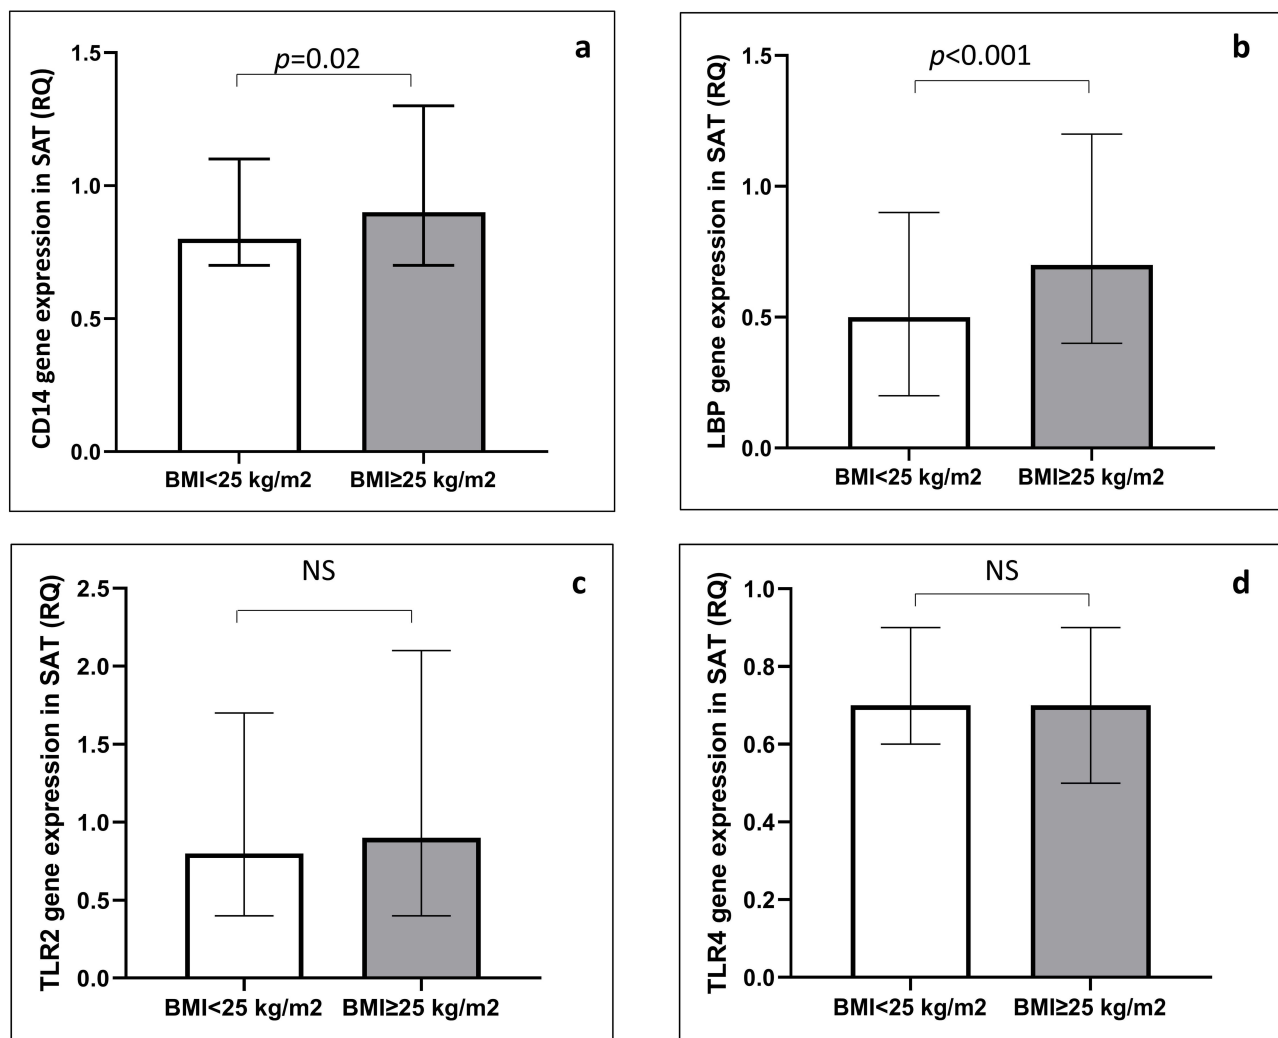 a
p=0.02
CD14 gene expression in SAT (RQ)
1.5
1.0
0.5
0.0
BMI<25 kg/m2 BMI≥25 kg/m2
b
p<0.001
LBP gene expression in SAT (RQ)
1.5
1.0
0.5
0.0
BMI<25 kg/m2 BMI≥25 kg/m2
c
NS
TLR2 gene expression in SAT (RQ)
2.5
2.0
1.5
1.0
0.5
0.0
BMI<25 kg/m2 BMI≥25 kg/m2
d
NS
TLR4 gene expression in SAT (RQ)
1.0
0.8
0.6
0.4
0.2
0.0
BMI<25 kg/m2 BMI≥25 kg/m2